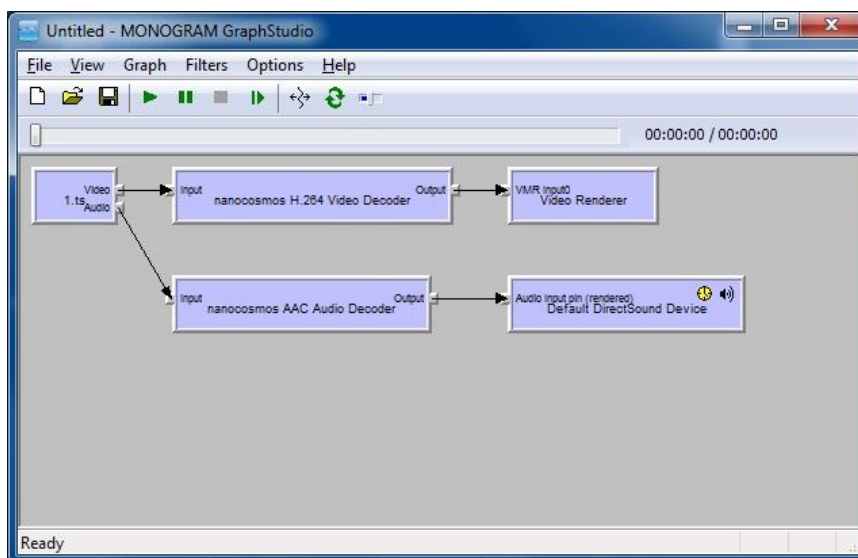 Untitled - MONOGRAM GraphStudio
File View Graph Filters Options Help
00:00:00 / 00:00:00
Video
1.ts
Audio
Input
Output
nanocosmos H.264 Video Decoder
VMR Input0
Video Renderer
Input
Output
nanocosmos AAC Audio Decoder
Audio Input pin (rendered)
Default DirectSound Device
Ready